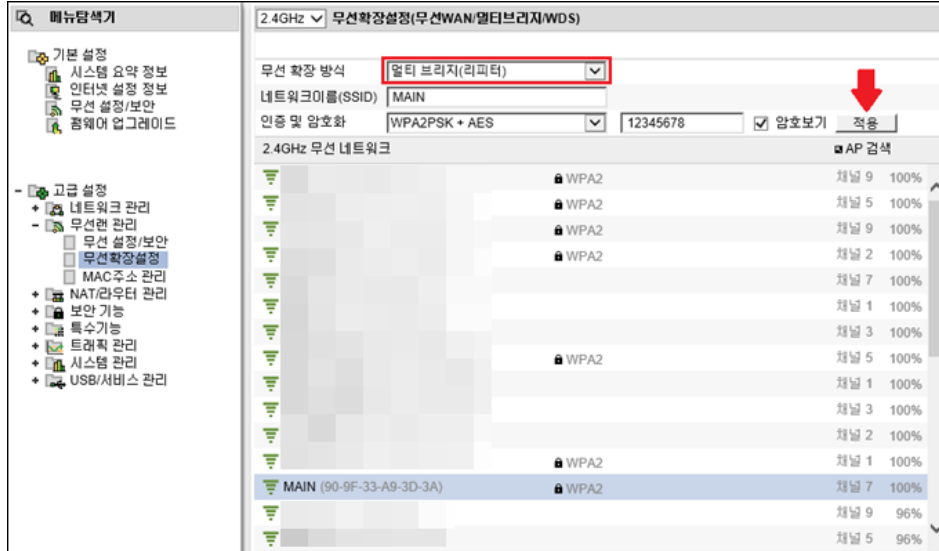 메뉴탐색기
기본 설정
시스템 요약 정보
인터넷 설정 정보
무선 설정/보안
펌웨어 업그레이드
고급 설정
네트워크 관리
무선랜 관리
무선 설정/보안
무선확장설정
MAC주소 관리
NAT/라우터 관리
보안 기능
특수기능
트래픽 관리
시스템 관리
USB/서비스 관리
2.4GHz 무선확장설정(무선WAN/멀티브리지/WDS)
무선 확장 방식 멀티 브리지(리피터)
네트워크이름(SSID) MAIN
인증 및 암호화 WPA2PSK + AES 12345678 암호보기 적용
2.4GHz 무선 네트워크 AP 검색
WPA2 채널 9 100%
WPA2 채널 5 100%
WPA2 채널 9 100%
WPA2 채널 2 100%
채널 7 100%
채널 1 100%
채널 3 100%
WPA2 채널 5 100%
채널 1 100%
채널 3 100%
채널 2 100%
WPA2 채널 1 100%
MAIN (90-9F-33-A9-3D-3A) WPA2 채널 7 100%
채널 9 96%
채널 5 96%